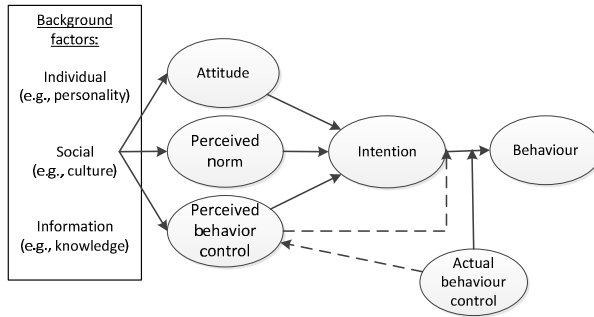 Background
factors:
Individual
(e.g., personality)
Social
(e.g., culture)
Information
(e.g., knowledge)
Attitude
Perceived
norm
Perceived
behavior
control
Intention
Behaviour
Actual
behaviour
control